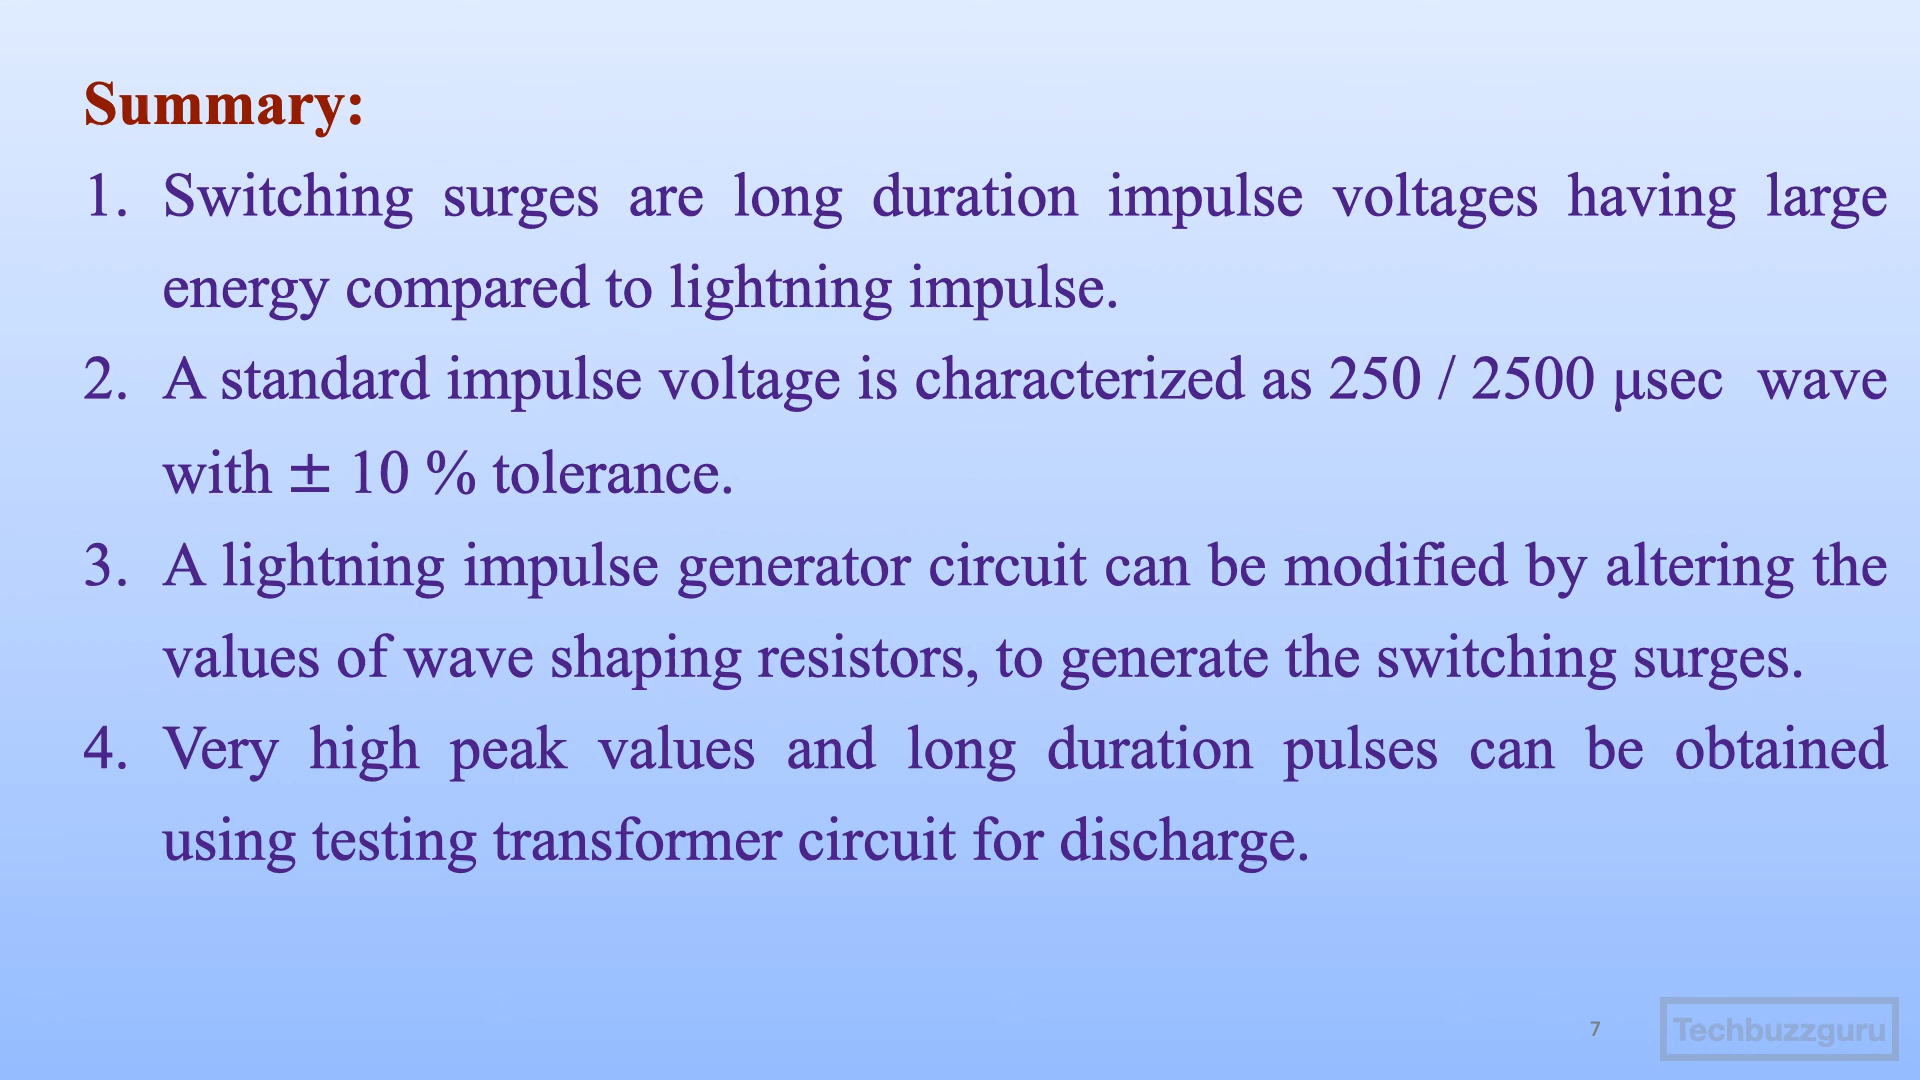 Summary:
1. Switching surges are long duration impulse voltages having large
energy compared to lightning impulse.
2. A standard impulse voltage is characterized as 250 / 2500 μsec wave
with ± 10 % tolerance.
3. A lightning impulse generator circuit can be modified by altering the
values of wave shaping resistors, to generate the switching surges.
4. Very high peak values and long duration pulses can be obtained
using testing transformer circuit for discharge.
7
Techbuzzguru